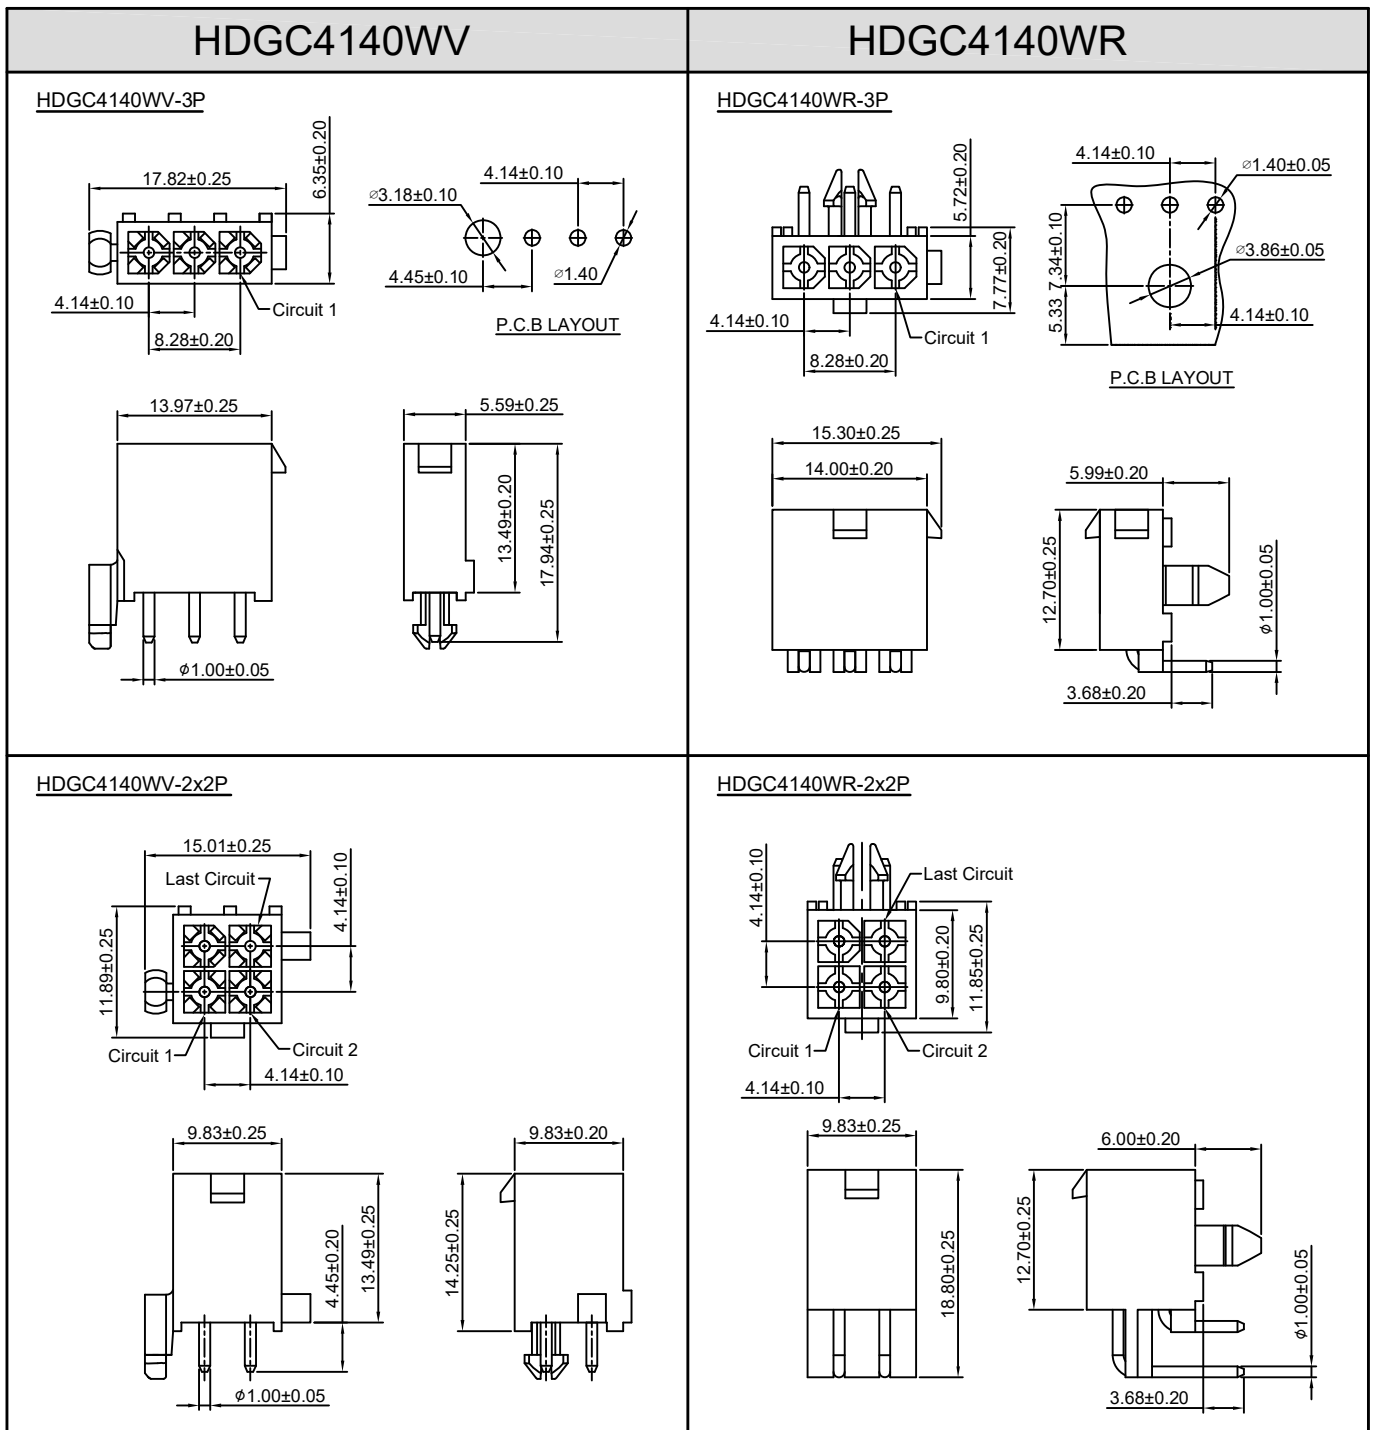 HDGC4140WV
HDGC4140WR
HDGC4140WV-3P
17.82±0.25
6.35±0.20
4.14±0.10
8.28±0.20
Circuit 1
⌀3.18±0.10
4.14±0.10
4.45±0.10
⌀1.40
P.C.B LAYOUT
13.97±0.25
ϕ1.00±0.05
5.59±0.25
13.49±0.20
17.94±0.25
HDGC4140WR-3P
5.72±0.20
7.77±0.20
4.14±0.10
8.28±0.20
Circuit 1
4.14±0.10
⌀1.40±0.05
7.34±0.10
⌀3.86±0.05
5.33
4.14±0.10
P.C.B LAYOUT
15.30±0.25
14.00±0.20
5.99±0.20
12.70±0.25
ϕ1.00±0.05
3.68±0.20
HDGC4140WV-2x2P
15.01±0.25
Last Circuit
4.14±0.10
11.89±0.25
Circuit 1
Circuit 2
4.14±0.10
9.83±0.25
4.45±0.20
13.49±0.25
ϕ1.00±0.05
9.83±0.20
14.25±0.25
HDGC4140WR-2x2P
4.14±0.10
Last Circuit
9.80±0.20
11.85±0.25
Circuit 1
Circuit 2
4.14±0.10
9.83±0.25
18.80±0.25
6.00±0.20
12.70±0.25
ϕ1.00±0.05
3.68±0.20